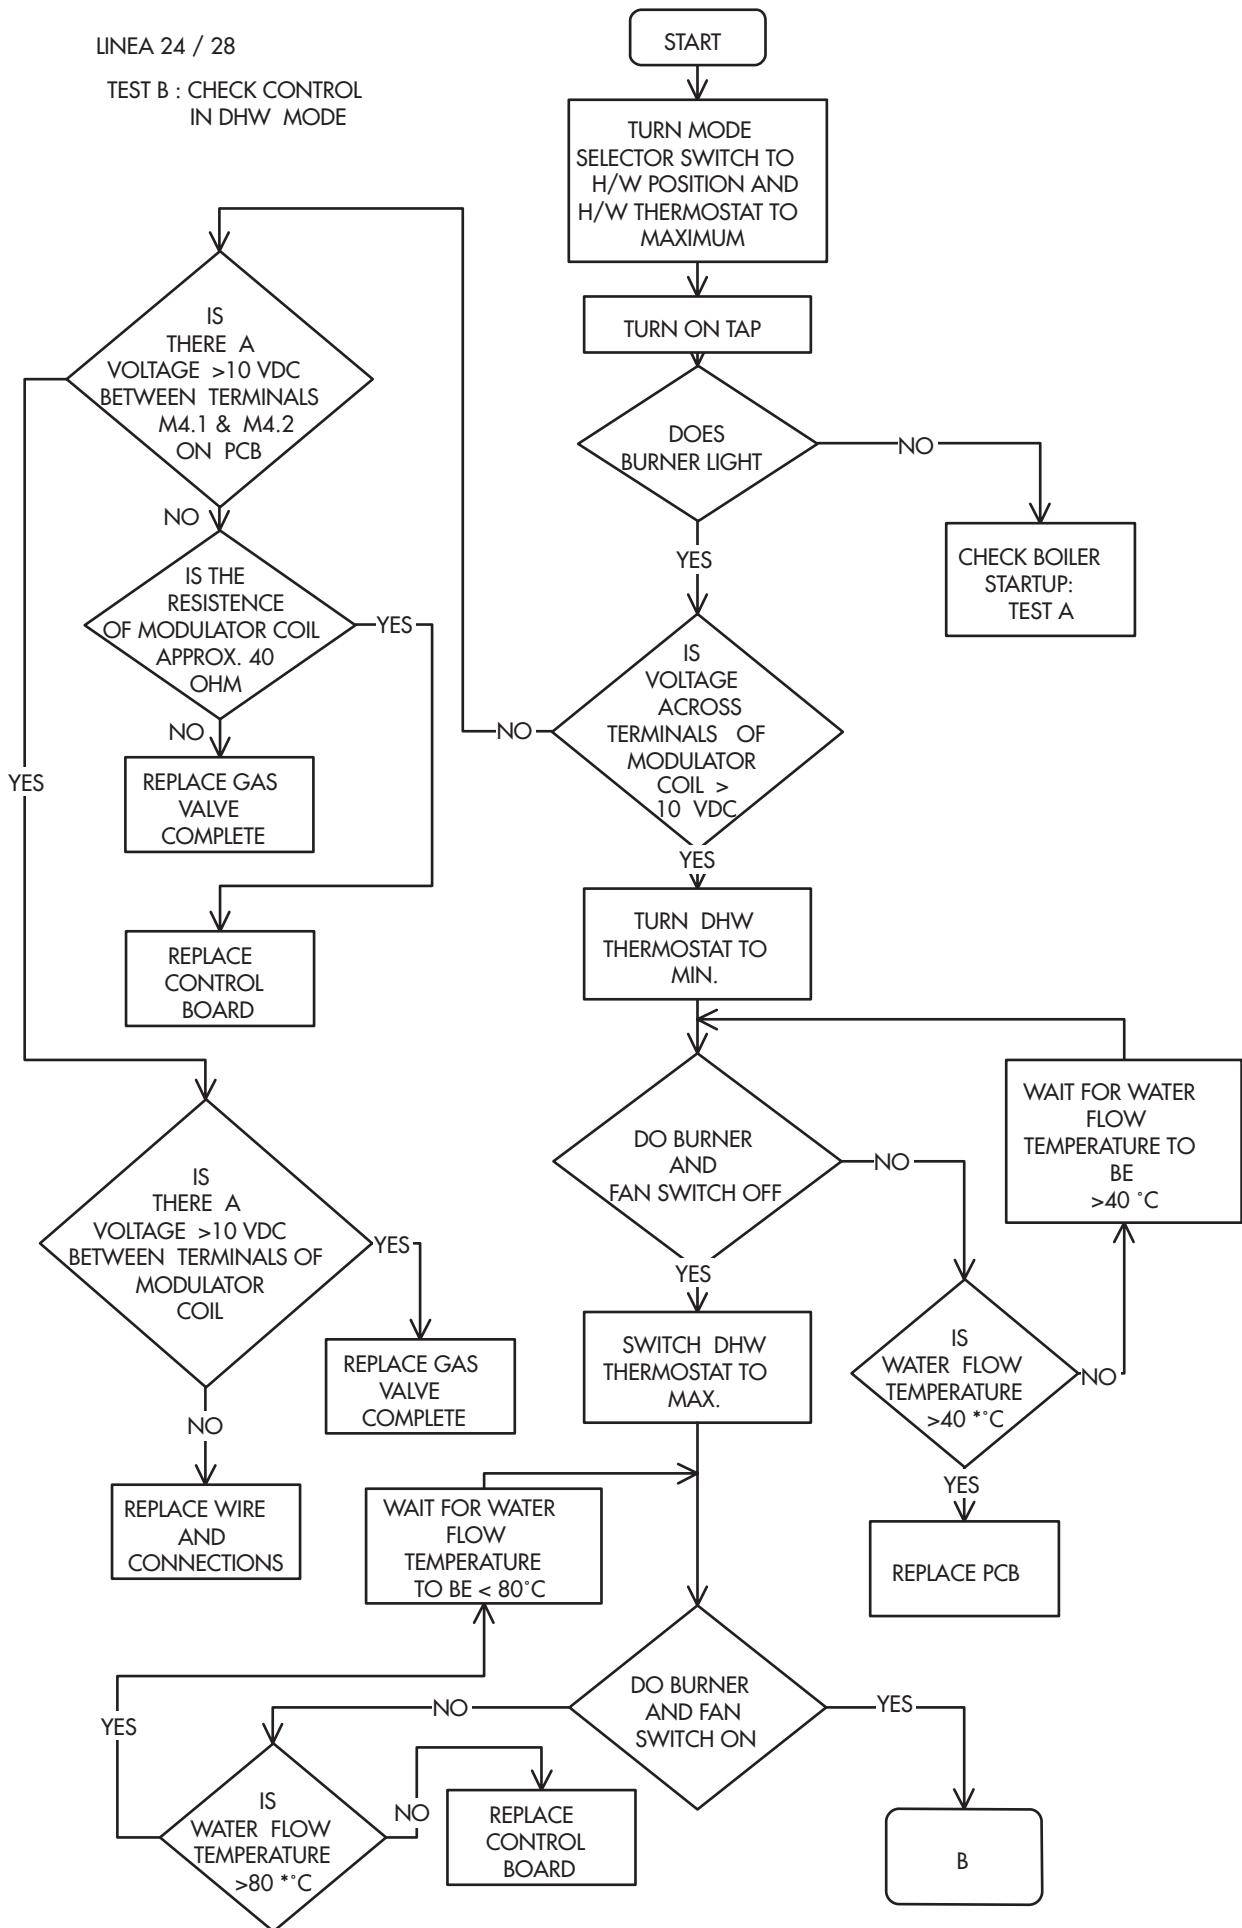 LINEA 24 / 28
TEST B : CHECK CONTROL
IN DHW MODE
START
TURN MODE
SELECTOR SWITCH TO
H/W POSITION AND
H/W THERMOSTAT TO
MAXIMUM
TURN ON TAP
DOES
BURNER LIGHT
NO
CHECK BOILER
STARTUP:
TEST A
YES
IS
VOLTAGE
ACROSS
TERMINALS OF
MODULATOR
COIL >
10 VDC
NO
IS
THERE A
VOLTAGE >10 VDC
BETWEEN TERMINALS
M4.1 & M4.2
ON PCB
NO
IS THE
RESISTENCE
OF MODULATOR COIL
APPROX. 40
OHM
YES
NO
REPLACE GAS
VALVE
COMPLETE
REPLACE
CONTROL
BOARD
YES
IS
THERE A
VOLTAGE >10 VDC
BETWEEN TERMINALS OF
MODULATOR
COIL
YES
REPLACE GAS
VALVE
COMPLETE
NO
REPLACE WIRE
AND
CONNECTIONS
YES
TURN DHW
THERMOSTAT TO
MIN.
DO BURNER
AND
FAN SWITCH OFF
NO
WAIT FOR WATER
FLOW
TEMPERATURE TO
BE
>40 °C
IS
WATER FLOW
TEMPERATURE
>40 *°C
NO
YES
REPLACE PCB
YES
SWITCH DHW
THERMOSTAT TO
MAX.
WAIT FOR WATER
FLOW
TEMPERATURE
TO BE < 80°C
DO BURNER
AND FAN
SWITCH ON
YES
B
NO
YES
IS
WATER FLOW
TEMPERATURE
>80 *°C
NO
REPLACE
CONTROL
BOARD